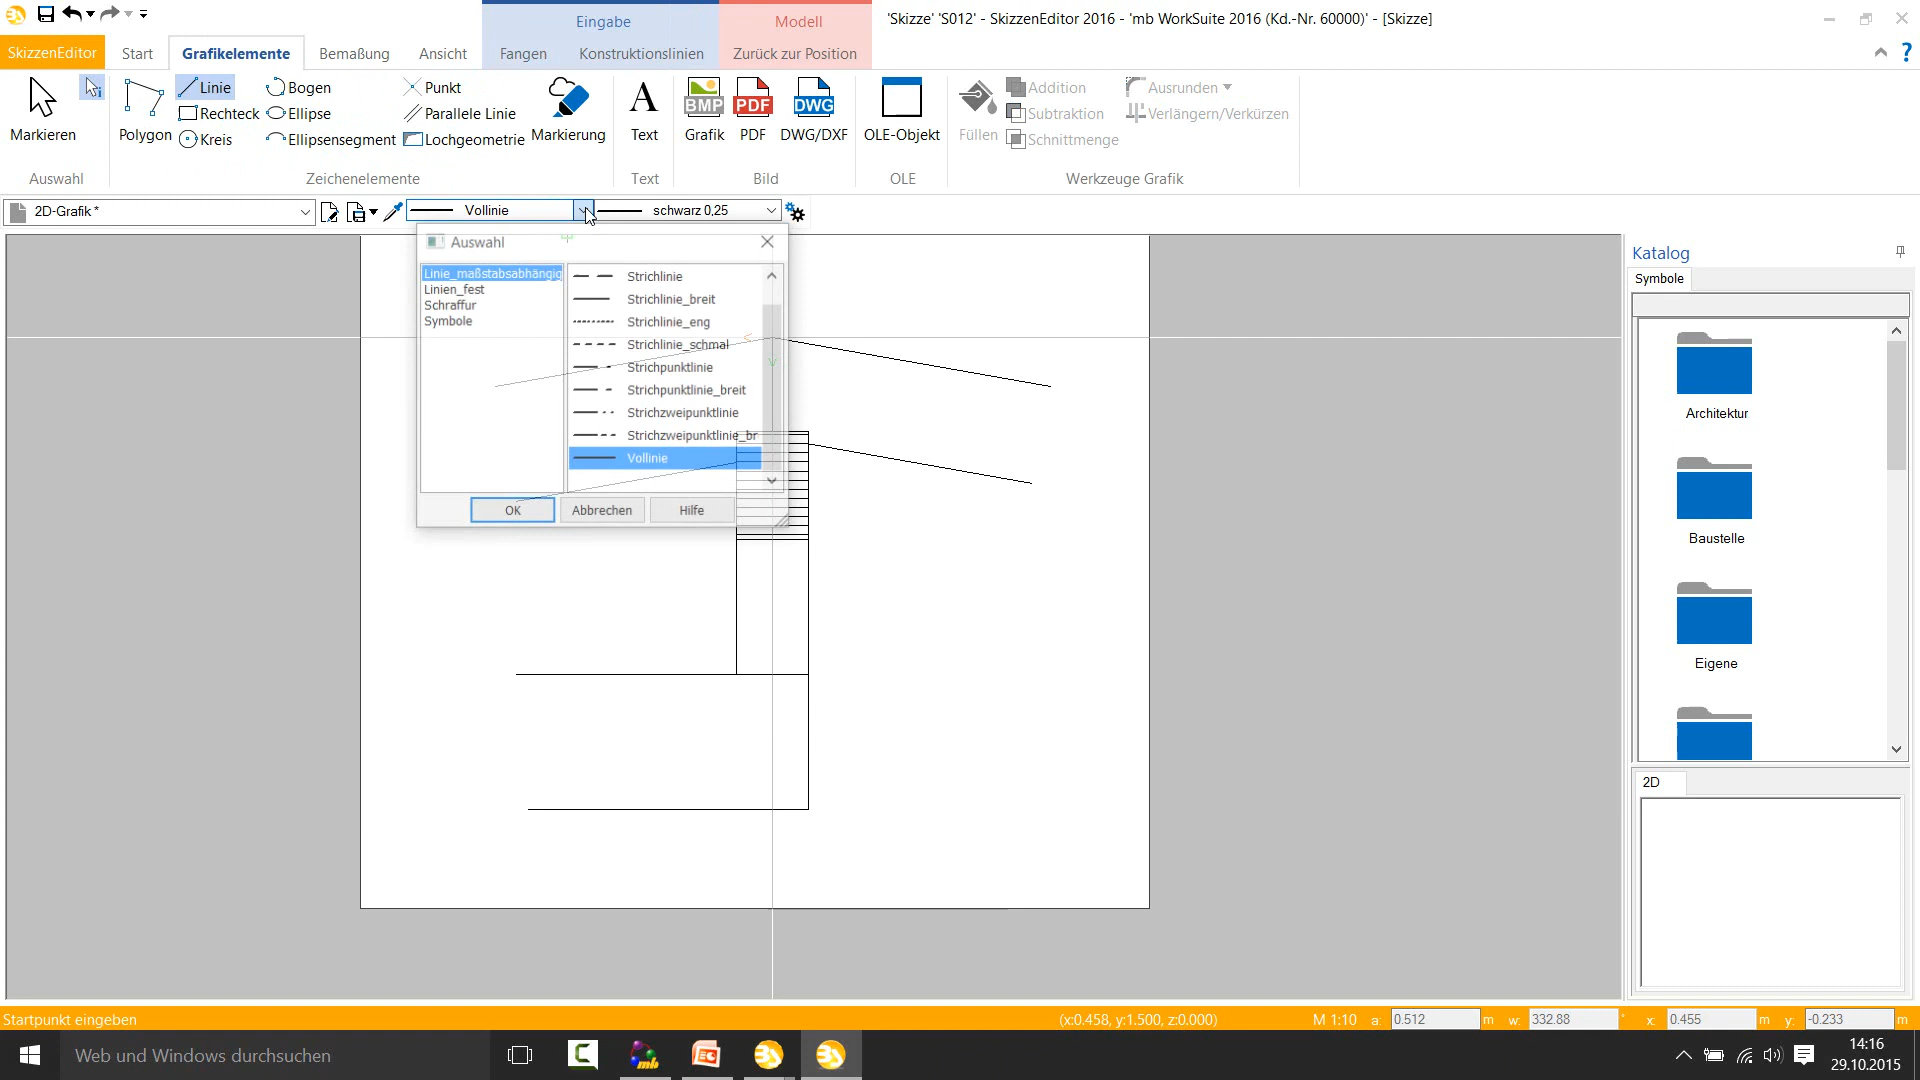 Eingabe
Modell
'Skizze' 'S012' - SkizzenEditor 2016 - 'mb WorkSuite 2016 (Kd.-Nr. 60000)' - [Skizze]
SkizzenEditor
Start
Grafikelemente
Bemaßung
Ansicht
Fangen
Konstruktionslinien
Zurück zur Position
?
Markieren
Polygon
Linie
Rechteck
Kreis
Bogen
Ellipse
Ellipsensegment
Punkt
Parallele Linie
Lochgeometrie
Markierung
A
Text
BMP
Grafik
PDF
PDF
DWG
DWG/DXF
OLE-Objekt
Füllen
Addition
Subtraktion
Schnittmenge
Ausrunden
Verlängern/Verkürzen
Auswahl
Zeichenelemente
Text
Bild
OLE
Werkzeuge Grafik
2D-Grafik *
Vollinie
schwarz 0,25
Auswahl
Linie_maßstabsabhängig
Linien_fest
Schraffur
Symbole
Strichlinie
Strichlinie_breit
Strichlinie_eng
Strichlinie_schmal
Strichpunktlinie
Strichpunktlinie_breit
Strichzweipunktlinie
Strichzweipunktlinie_br
Vollinie
OK
Abbrechen
Hilfe
Katalog
Symbole
Architektur
Baustelle
Eigene
2D
Startpunkt eingeben
(x:0.458, y:1.500, z:0.000)
M 1:10
a: 0.512 m
w: 332.88 °
x: 0.455 m
y: -0.233 m
Web und Windows durchsuchen
C
mb
14:16
29.10.2015